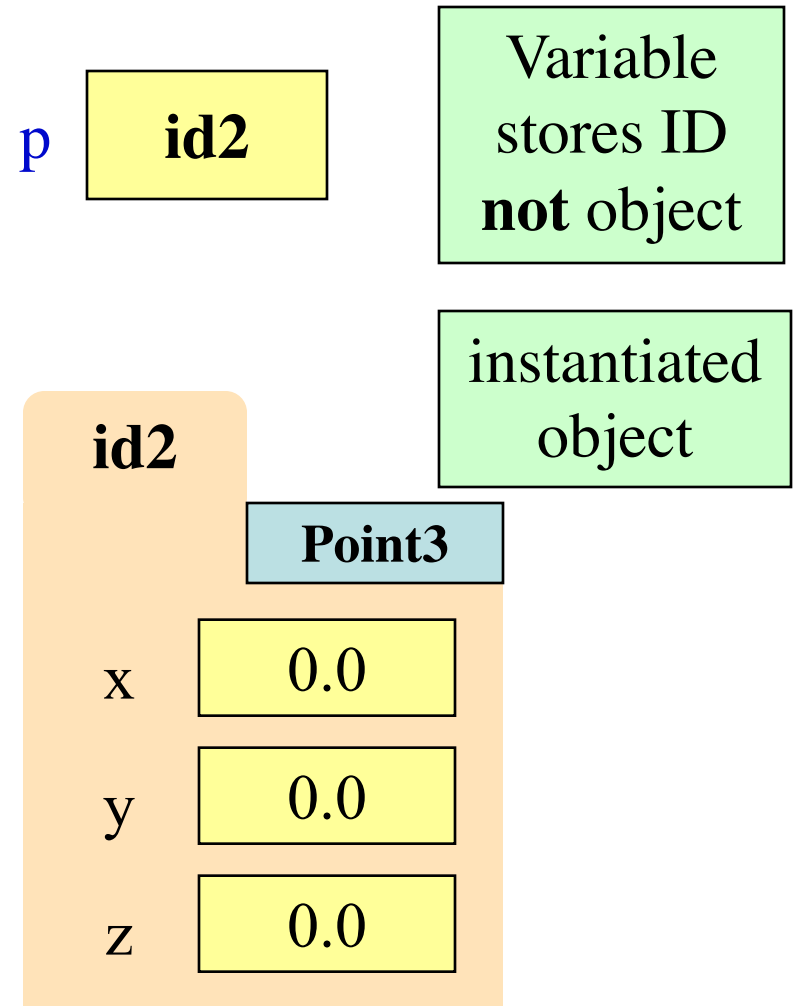 p
id2
Variable
stores ID
not object
instantiated
object
id2
Point3
x 0.0
y 0.0
z 0.0